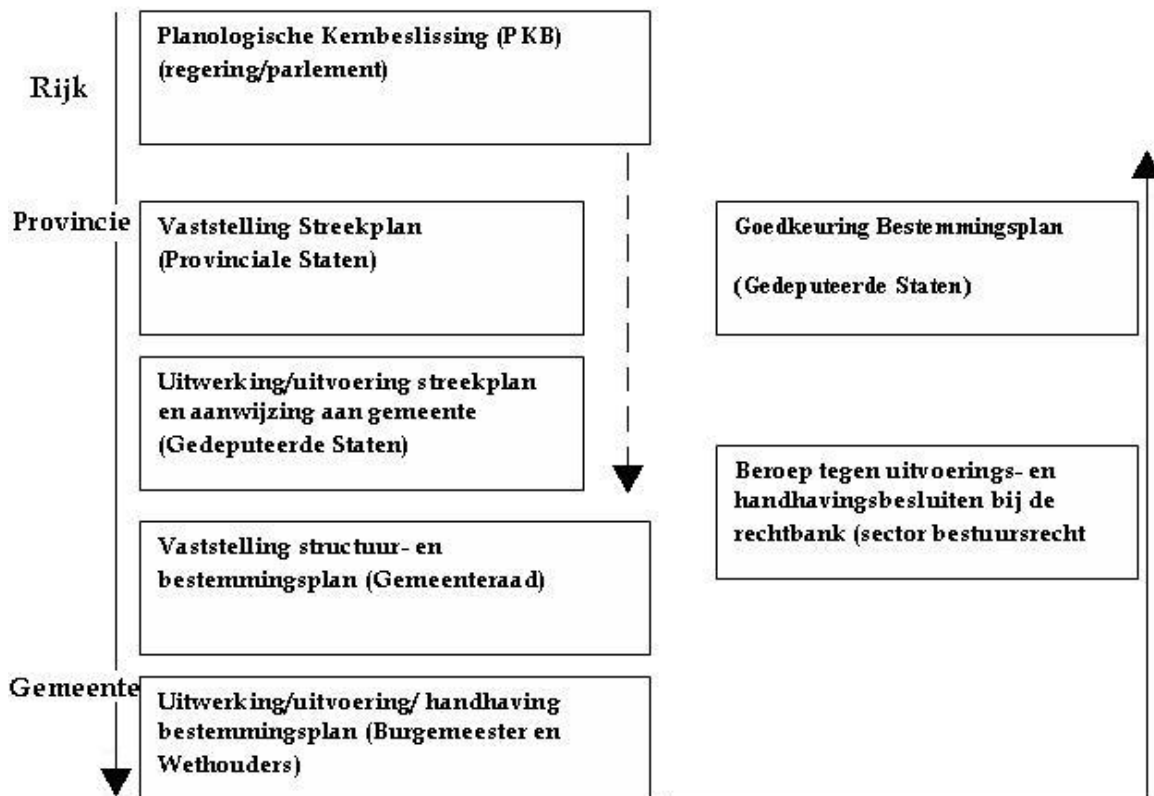 Rijk
Planologische Kernbeslissing (PKB)
(regering/parlement)
Provincie
Vaststelling Streekplan
(Provinciale Staten)
Uitwerking/uitvoering streekplan
en aanwijzing aan gemeente
(Gedeputeerde Staten)
Vaststelling structuur- en
bestemmingsplan (Gemeenteraad)
Gemeente
Uitwerking/uitvoering/ handhaving
bestemmingsplan (Burgemeester en
Wethouders)
Goedkeuring Bestemmingsplan
(Gedeputeerde Staten)
Beroep tegen uitvoerings- en
handhavingsbesluiten bij de
rechtbank (sector bestuursrecht